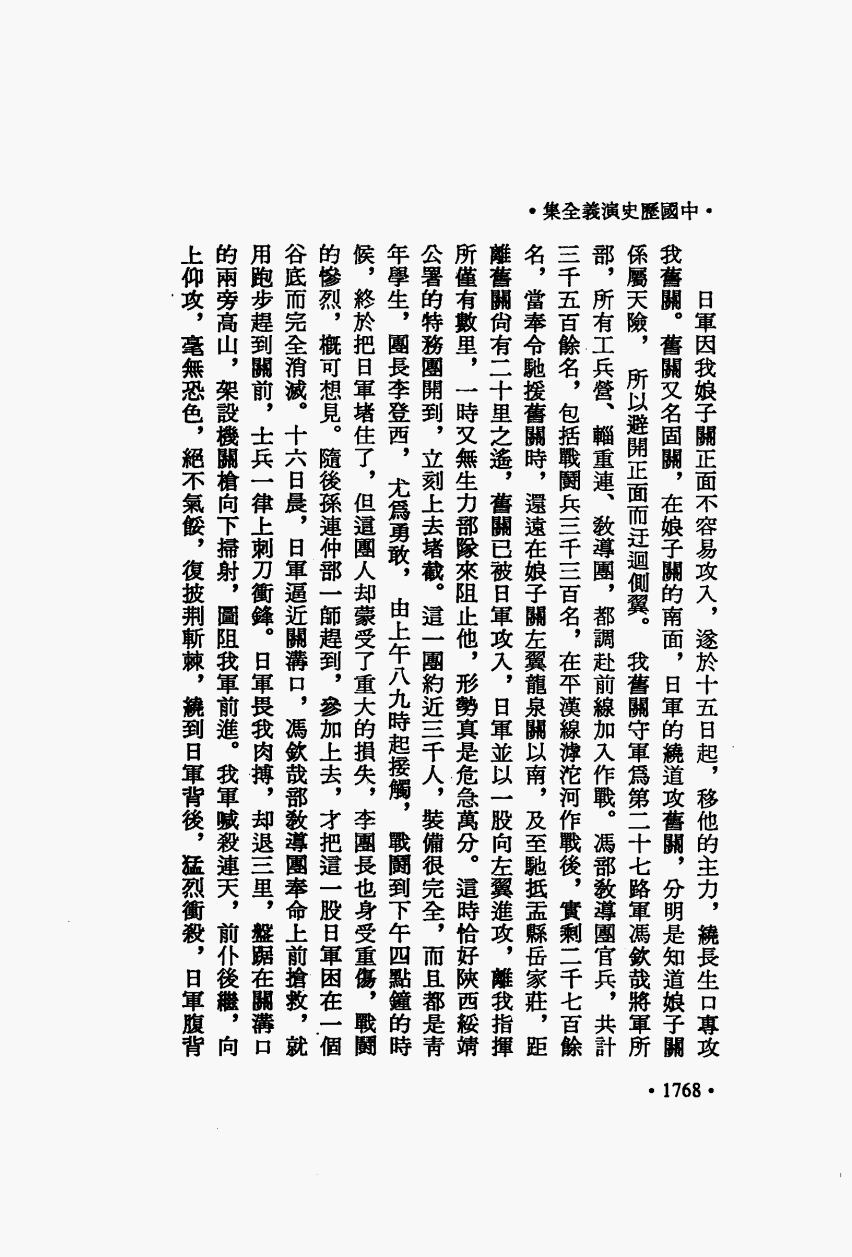 •中國歷史演義全集•
日軍因我娘子關正面不容易攻入，遂於十五日起，移他的主力，繞長生口專攻
我舊關。舊關又名固關，在娘子關的南面，日軍的繞道攻舊關，分明是知道娘子關
係屬天險，所以避開正面而迂迴側翼。我舊關守軍爲第二十七路軍馮欽哉將軍所
部，所有工兵營、輜重連、敎導團，都調赴前線加入作戰。馮部敎導團官兵，共計
三千五百餘名，包括戰鬪兵三千三百名，在平漢線滹沱河作戰後，實剩二千七百餘
名，當奉令馳援舊關時，還遠在娘子關左翼龍泉關以南，及至馳抵盂縣岳家莊，距
離舊關尙有二十里之遙，舊關已被日軍攻入，日軍並以一股向左翼進攻，離我指揮
所僅有數里，一時又無生力部隊來阻止他，形勢真是危急萬分。這時恰好陝西綏靖
公署的特務團開到，立刻上去堵截。這一團約近三千人，裝備很完全，而且都是靑
年學生，團長李登西，尤爲勇敢，由上午八九時起接觸，戰鬪到下午四點鐘的時
候，終於把日軍堵住了，但這團人却蒙受了重大的損失，李團長也身受重傷，戰鬪
的慘烈，槪可想見。隨後孫連仲部一師趕到，參加上去，才把這一股日軍困在一個
谷底而完全消滅。十六日晨，日軍逼近關溝口，馮欽哉部敎導團奉命上前搶救，就
用跑步趕到關前，士兵一律上刺刀衝鋒。日軍畏我肉搏，却退三里，盤踞在關溝口
的兩旁高山，架設機關槍向下掃射，圖阻我軍前進。我軍喊殺連天，前仆後繼，向
上仰攻，毫無恐色，絕不氣餒，復披荆斬棘，繞到日軍背後，猛烈衝殺，日軍腹背
•1768•